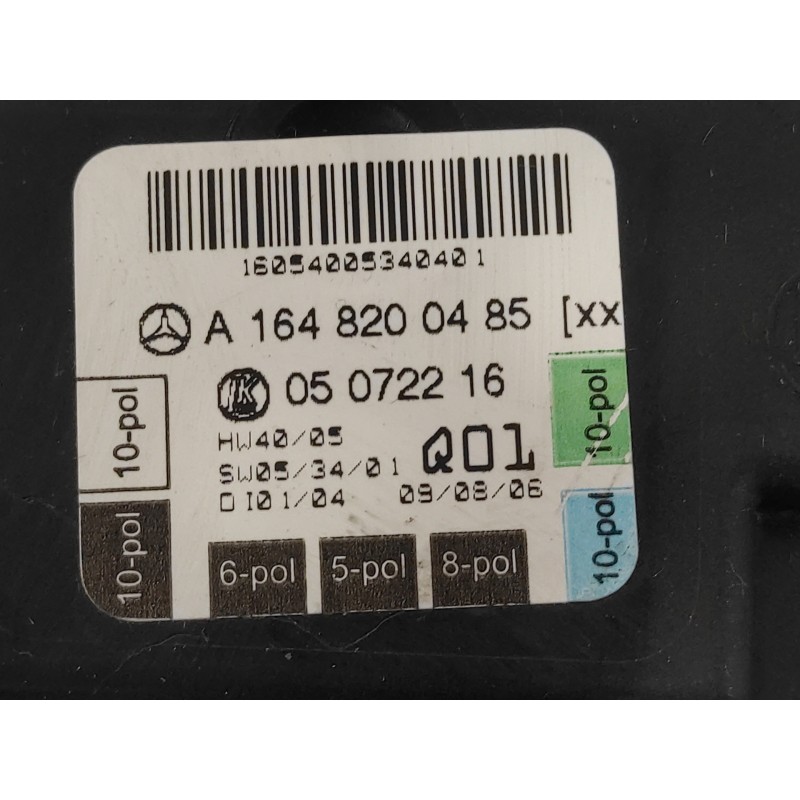 16054005340401
A 164 820 04 85 [xx
JK 05 0722 16
HW40/05
SW05/34/01 Q01
DI01/04 09/08/06
10-pol
10-pol
10-pol
10-pol
6-pol 5-pol 8-pol